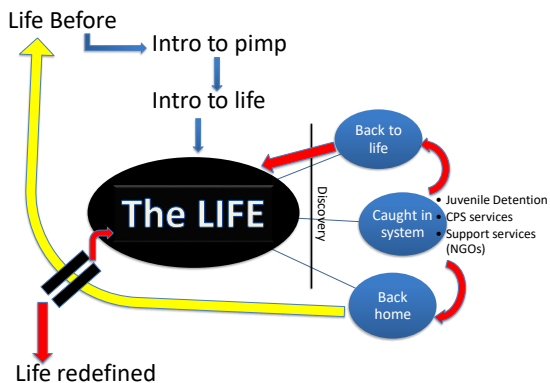 Life Before
Intro to pimp
Intro to life
The LIFE
Discovery
Back to
life
Caught in
system
• Juvenile Detention
• CPS services
• Support services
(NGOs)
Back
home
Life redefined